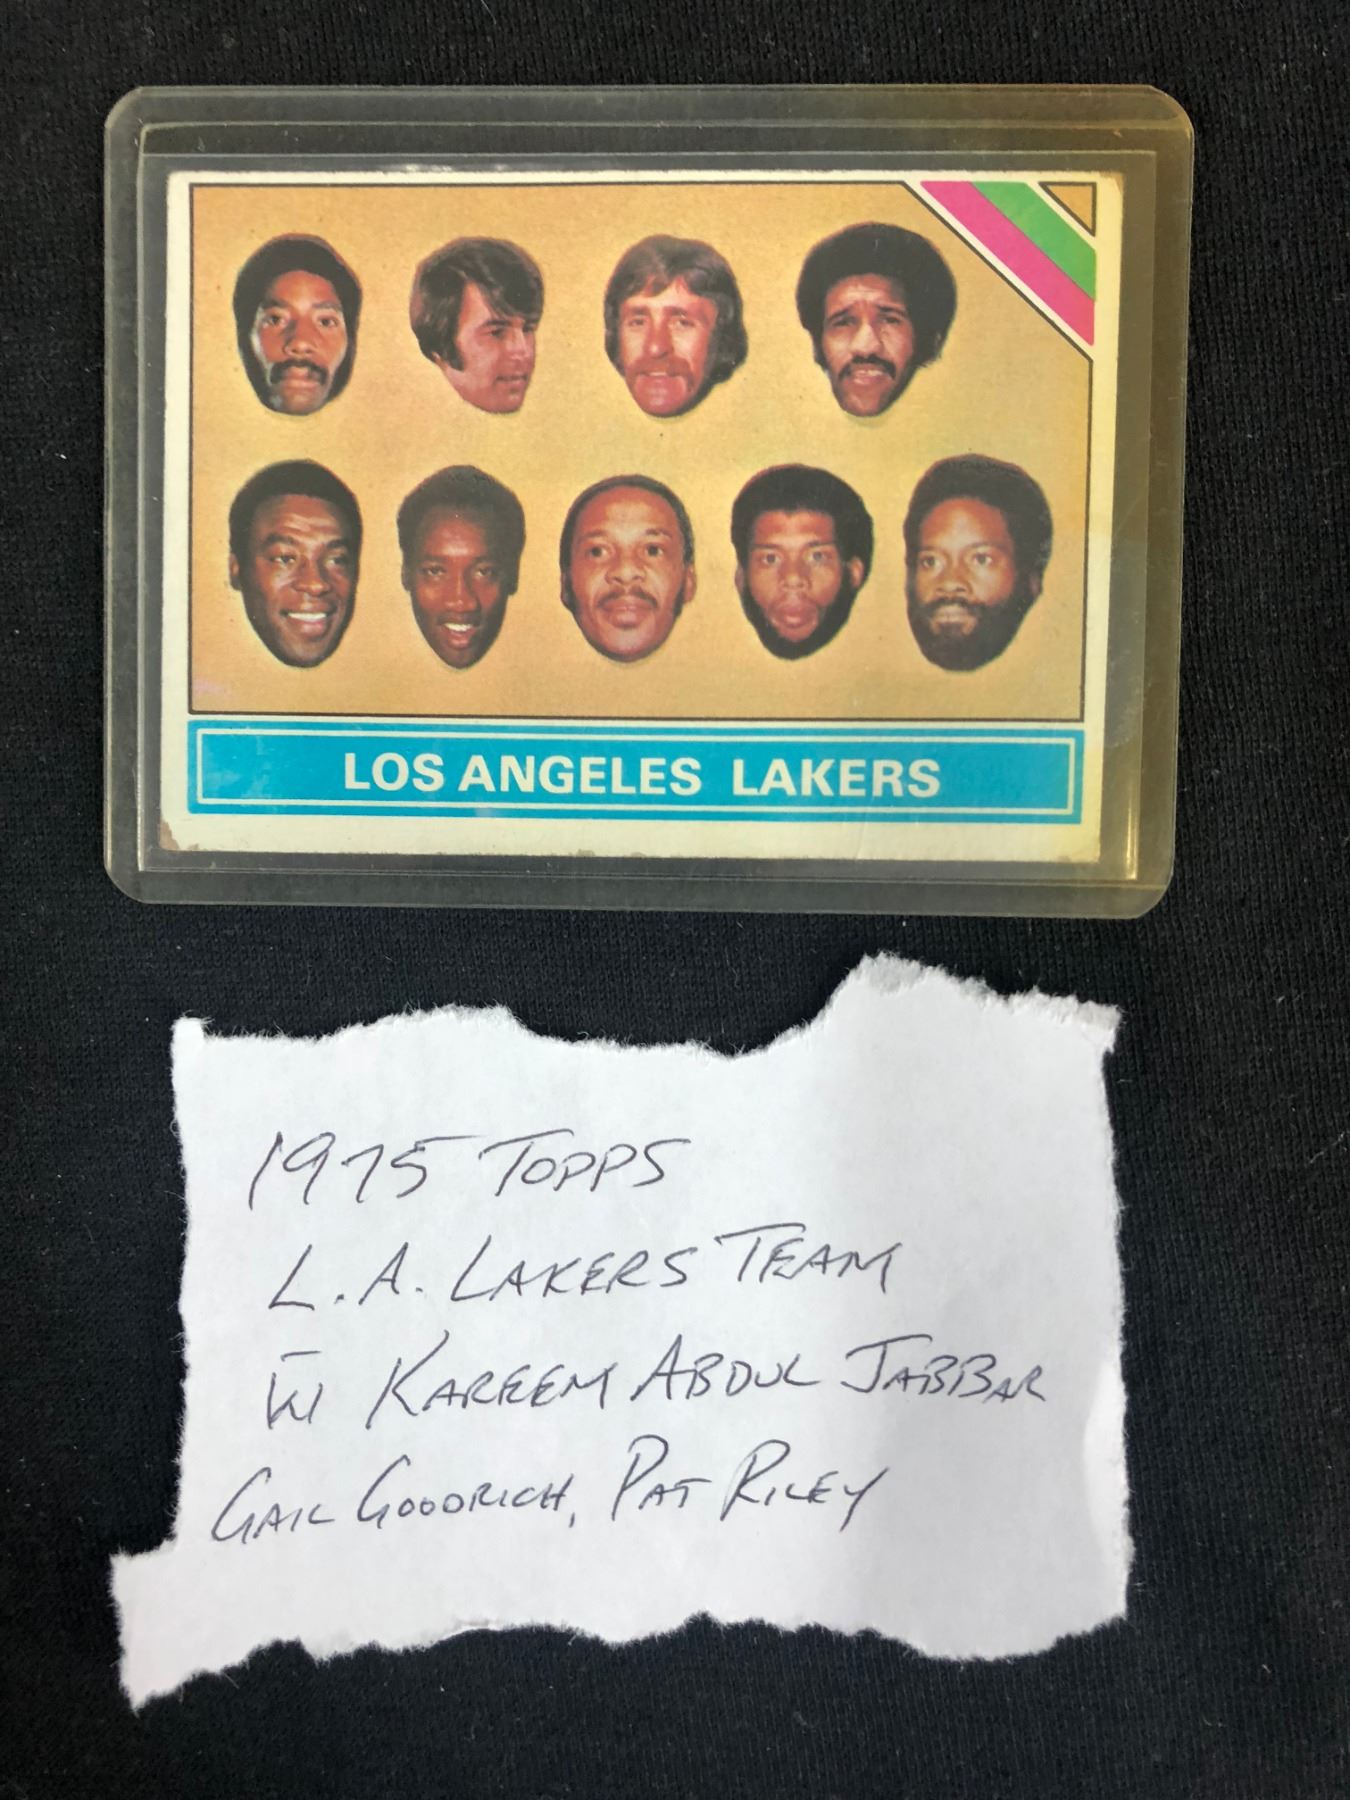 LOS ANGELES LAKERS
1975 TOPPS
L.A. LAKERS TEAM
W KAREEM ABDUL JABBAR
GAIL GOODRICH, PAT RILEY